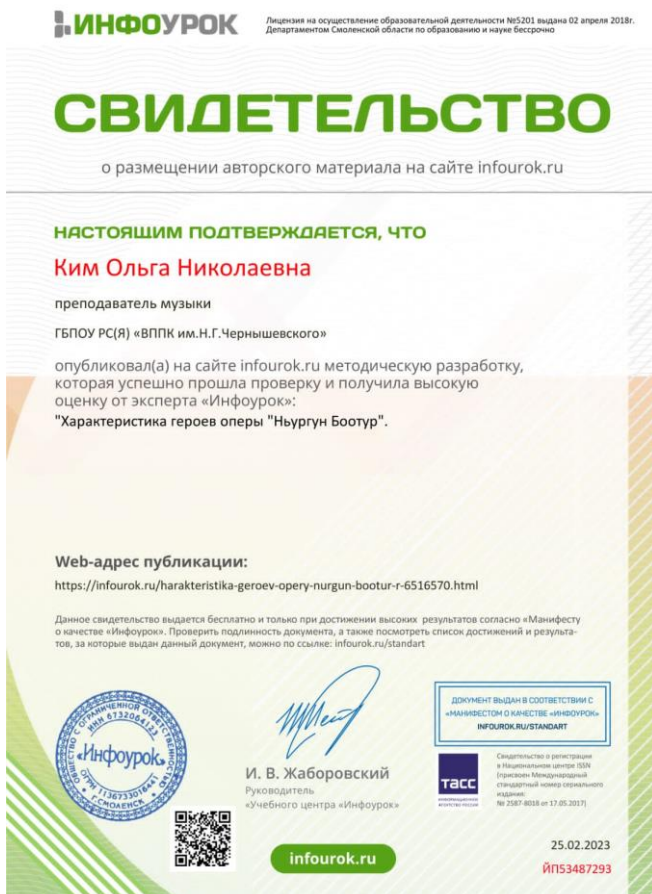 ИНФОУРОК
Лицензия на осуществление образовательной деятельности №5201 выдана 02 апреля 2018г.
Департаментом Смоленской области по образованию и науке бессрочно
СВИДЕТЕЛЬСТВО
о размещении авторского материала на сайте infourok.ru
НАСТОЯЩИМ ПОДТВЕРЖДАЕТСЯ, ЧТО
Ким Ольга Николаевна
преподаватель музыки
ГБПОУ РС(Я) «ВППК им.Н.Г.Чернышевского»
опубликовал(а) на сайте infourok.ru методическую разработку,
которая успешно прошла проверку и получила высокую
оценку от эксперта «Инфоурок»:
"Характеристика героев оперы "Ньургун Боотур".
Web-адрес публикации:
https://infourok.ru/harakteristika-geroev-opery-nurgun-bootur-r-6516570.html
Данное свидетельство выдается бесплатно и только при достижении высоких результатов согласно «Манифесту
о качестве «Инфоурок». Проверить подлинность документа, а также посмотреть список достижений и результа-
тов, за которые выдан данный документ, можно по ссылке: infourok.ru/standart
ОБЩЕСТВО С ОГРАНИЧЕННОЙ ОТВЕТСТВЕННОСТЬЮ
«Инфоурок»
Г.СМОЛЕНСК
И. В. Жаборовский
Руководитель
«Учебного центра «Инфоурок»
ДОКУМЕНТ ВЫДАН В СООТВЕТСТВИИ С
«МАНИФЕСТОМ О КАЧЕСТВЕ «ИНФОУРОК»
INFOUROK.RU/STANDART
ТАСС
ИНФОРМАЦИОННОЕ
АГЕНТСТВО РОССИИ
Свидетельство о регистрации
в Национальном центре ISSN
(присвоен Международный
стандартный номер сериального
издания:
№ 2587-8018 от 17.05.2017)
infourok.ru
25.02.2023
ЙП53487293